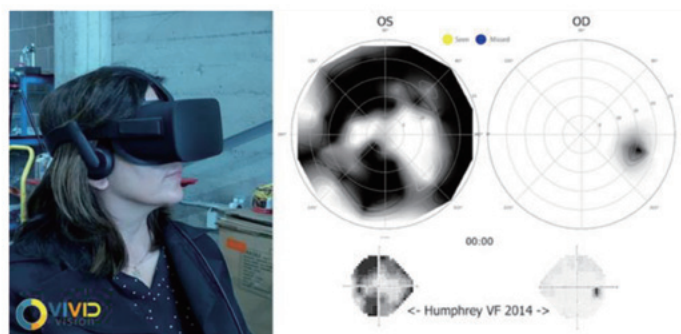 VIVID
vision
OS
OD
Seen
Missed
00:00
<- Humphrey VF 2014 ->